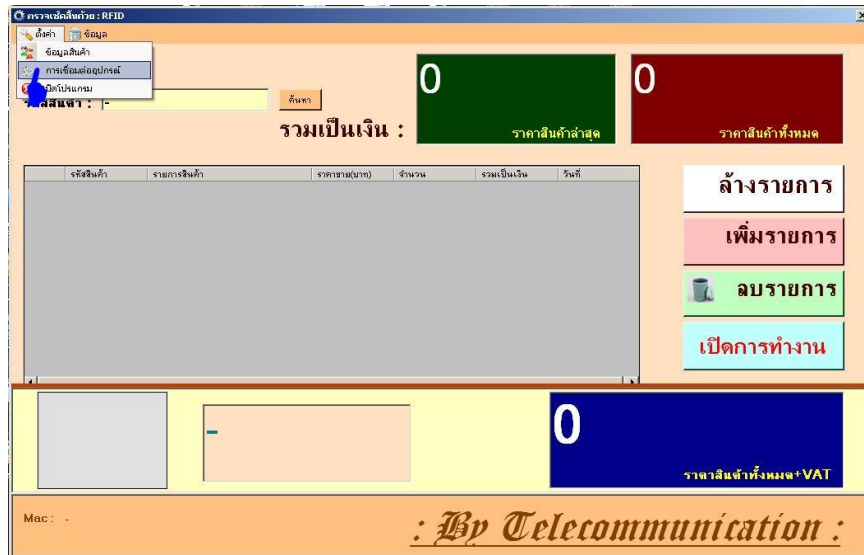 ตรวจเช็คสิ้นค้วย : RFID
ตั้งค่า ข้อมูล
ข้อมูลสินค้า
การเชื่อมต่ออุปกรณ์
ปิดโปรแกรม
รหัสสินค้า : - ค้นหา
รวมเป็นเงิน :
0 ราคาสินค้าล่าสุด
0 ราคาสินค้าทั้งหมด
รหัสสินค้า รายการสินค้า ราคาขาย(บาท) จำนวน รวมเป็นเงิน วันที่
ล้างรายการ
เพิ่มรายการ
ลบรายการ
เปิดการทำงาน
-
0
ราคาสินค้าทั้งหมด+VAT
Mac : -
: By Telecommunication :